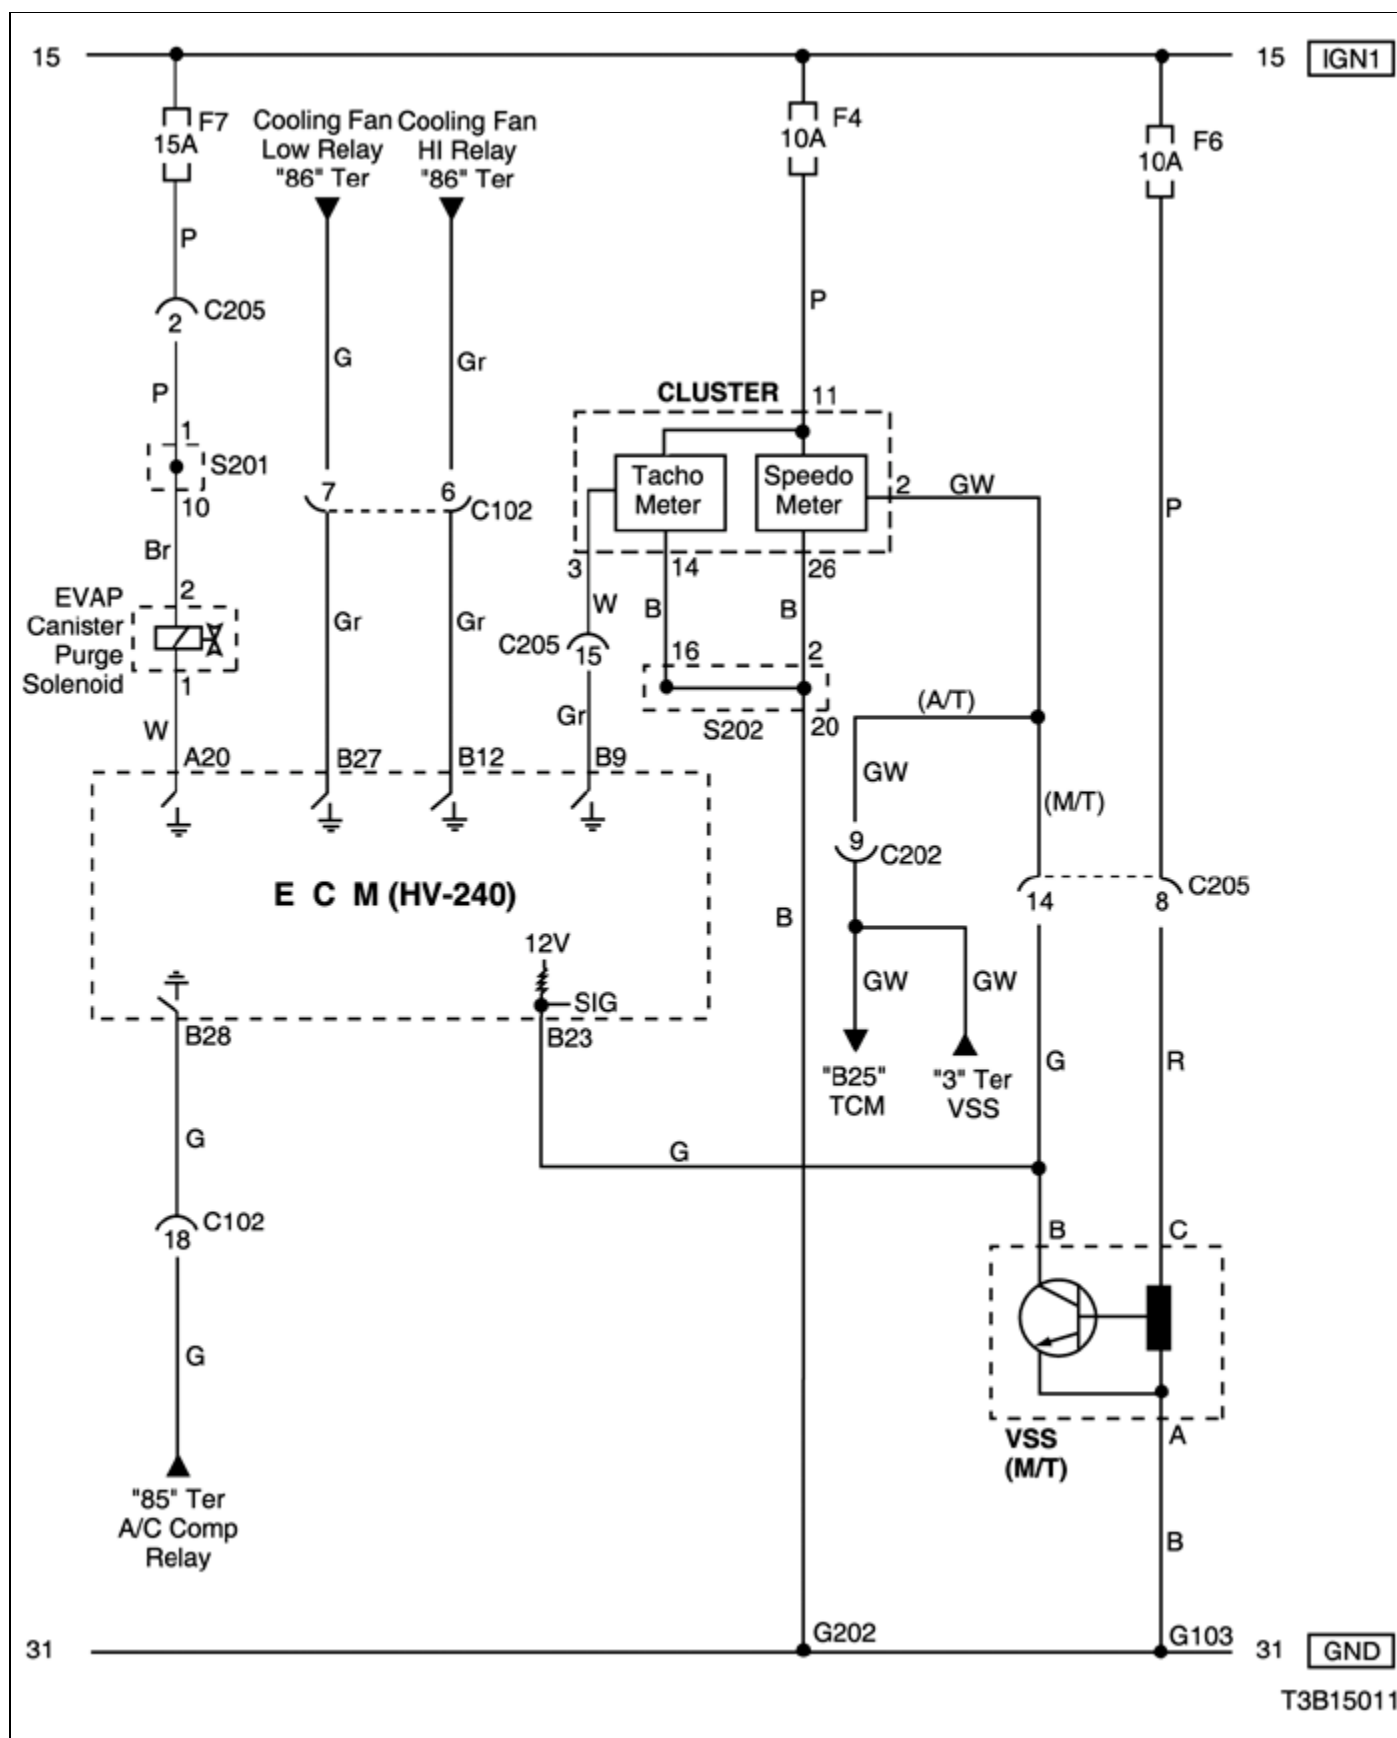 15
15 IGN1
F7
15A
Cooling Fan
Low Relay
"86" Ter
Cooling Fan
HI Relay
"86" Ter
F4
10A
F6
10A
P
C205
2
P
1
S201
10
Br
2
EVAP
Canister
Purge
Solenoid
1
W
A20
G
7
Gr
B27
Gr
6
C102
Gr
B12
P
CLUSTER
11
Tacho
Meter
Speedo
Meter
2
GW
3
14
26
W
B
B
C205
15
16
2
Gr
S202
20
B9
(A/T)
GW
(M/T)
9
C202
P
C205
14
8
E C M (HV-240)
12V
SIG
B28
B23
B
GW
GW
"B25"
TCM
"3" Ter
VSS
G
R
G
G
C102
18
G
"85" Ter
A/C Comp
Relay
B
C
VSS
(M/T)
A
B
31
G202
G103
31 GND
T3B15011